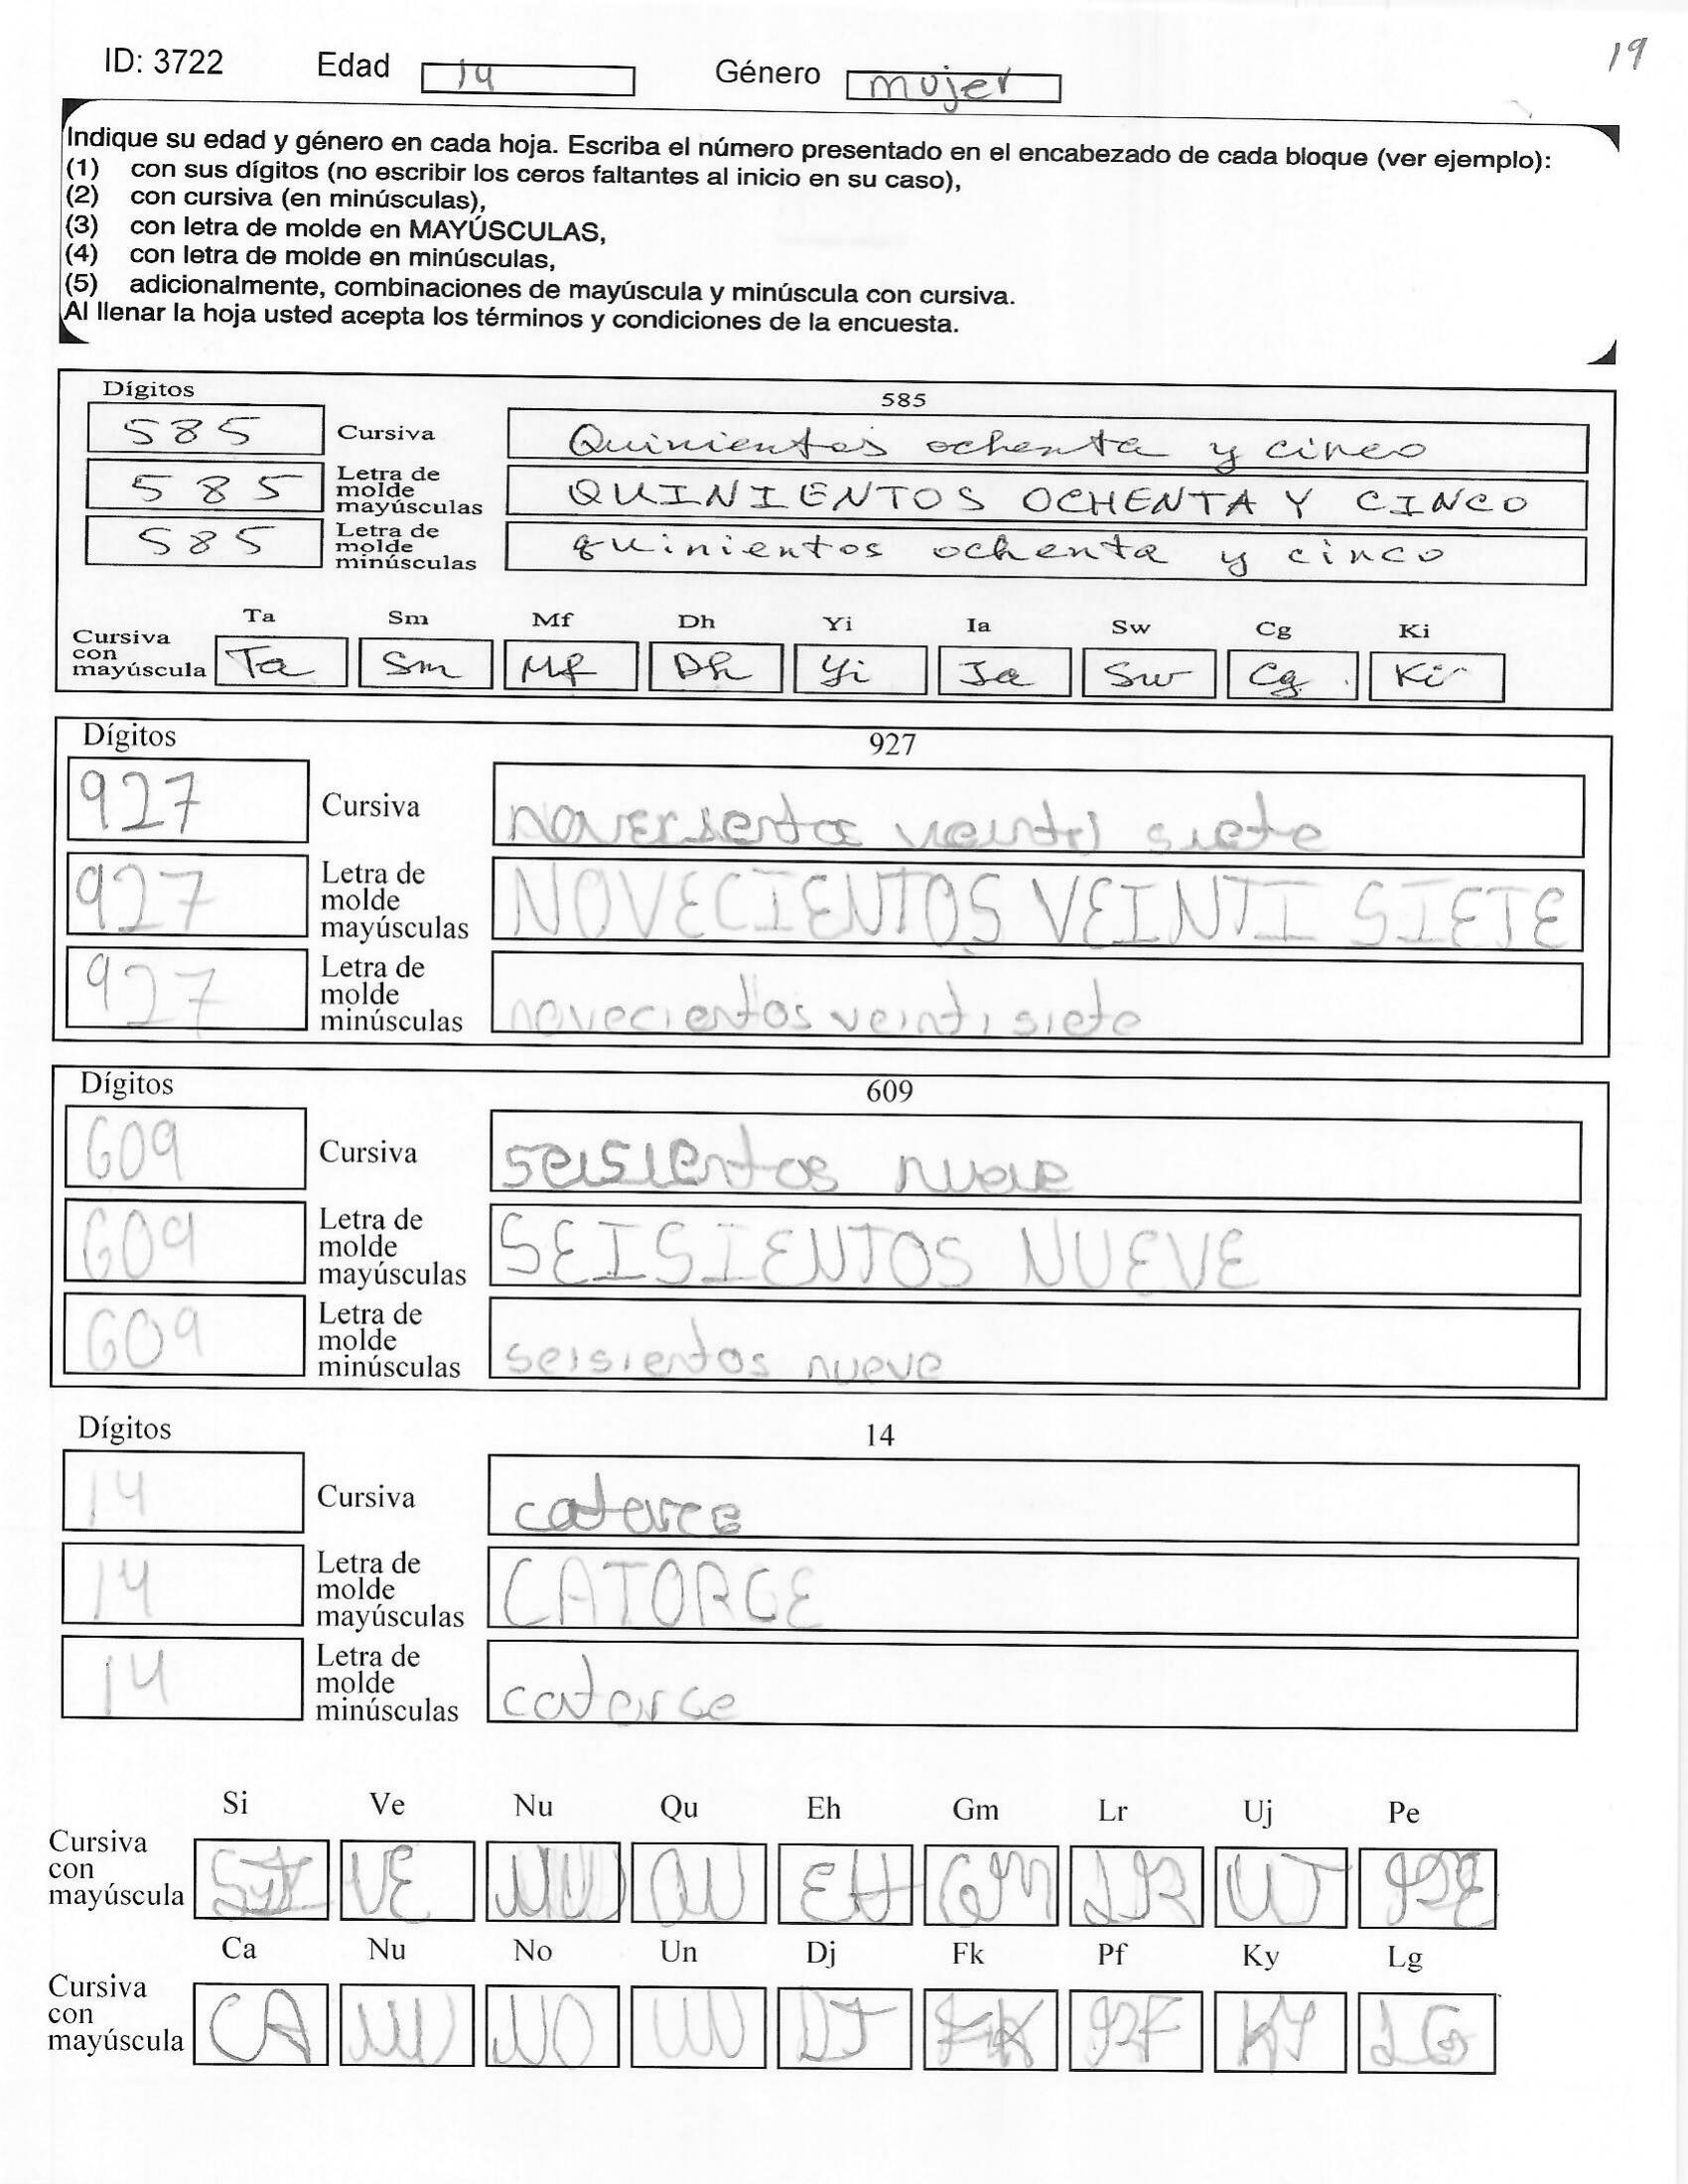 19
ID: 3722 Edad 14 Género mujer
Indique su edad y género en cada hoja. Escriba el número presentado en el encabezado de cada bloque (ver ejemplo):
(1) con sus dígitos (no escribir los ceros faltantes al inicio en su caso),
(2) con cursiva (en minúsculas),
(3) con letra de molde en MAYÚSCULAS,
(4) con letra de molde en minúsculas,
(5) adicionalmente, combinaciones de mayúscula y minúscula con cursiva.
Al llenar la hoja usted acepta los términos y condiciones de la encuesta.
Dígitos 585
585 Cursiva Quinientos ochenta y cinco
585 Letra de molde mayúsculas QUINIENTOS OCHENTA Y CINCO
585 Letra de molde minúsculas quinientos ochenta y cinco
Ta Sm Mf Dh Yi Ia Sw Cg Ki
Cursiva con mayúscula Ta Sm Mf Dh Yi Ia Sw Cg Ki
Dígitos 927
927 Cursiva siete
927 Letra de molde mayúsculas NOVECIENTOS VEINTI SIETE
927 Letra de molde minúsculas novecientos veinti siete
Dígitos 609
609 Cursiva seisientos nueve
609 Letra de molde mayúsculas SEISIENTOS NUEVE
609 Letra de molde minúsculas seisientos nueve
Dígitos 14
14 Cursiva catorce
14 Letra de molde mayúsculas CATORCE
14 Letra de molde minúsculas catorce
Si Ve Nu Qu Eh Gm Lr Uj Pe
Cursiva con mayúscula VE NU QU EH GM LR UJ PE
Ca Nu No Un Dj Fk Pf Ky Lg
Cursiva con mayúscula CA NU NO UN DJ FK PF KY LG